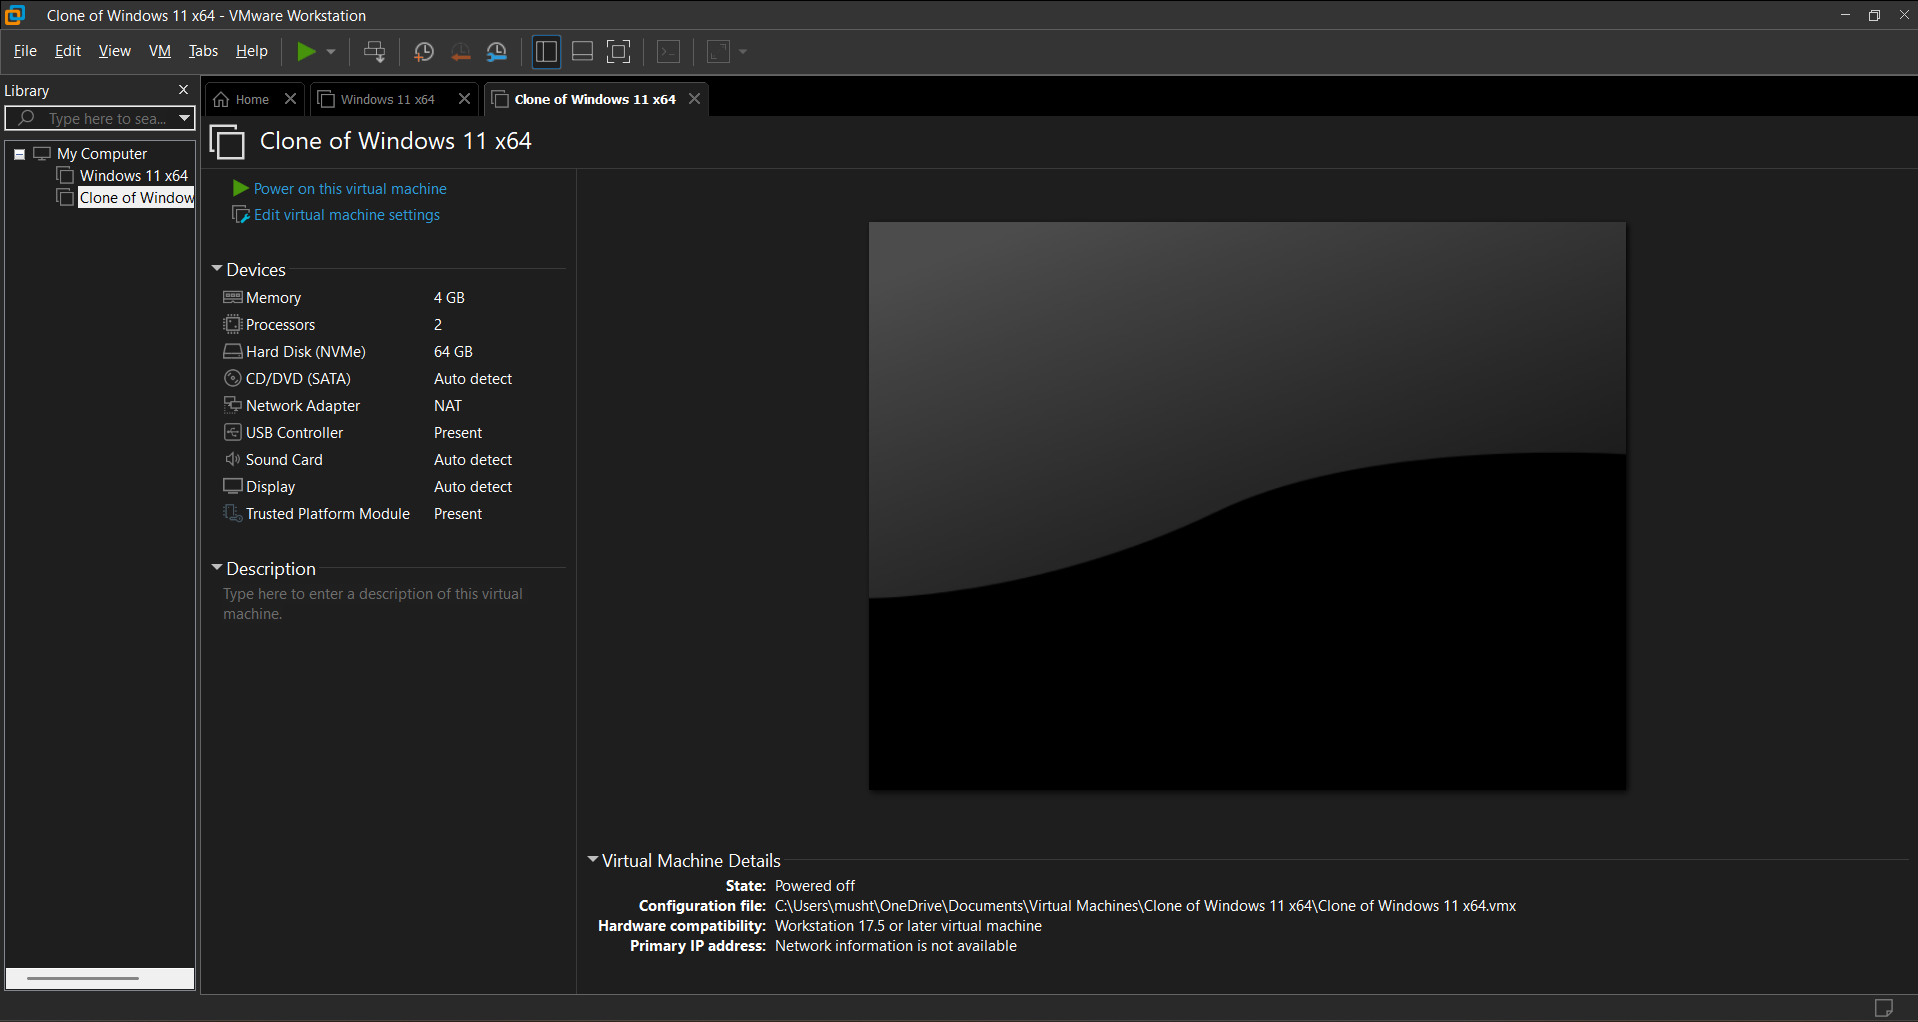 Clone of Windows 11 x64 - VMware Workstation
File Edit View VM Tabs Help
Library
Type here to sea...
My Computer
Windows 11 x64
Clone of Window
Home
Windows 11 x64
Clone of Windows 11 x64
Clone of Windows 11 x64
Power on this virtual machine
Edit virtual machine settings
Devices
Memory 4 GB
Processors 2
Hard Disk (NVMe) 64 GB
CD/DVD (SATA) Auto detect
Network Adapter NAT
USB Controller Present
Sound Card Auto detect
Display Auto detect
Trusted Platform Module Present
Description
Type here to enter a description of this virtual
machine.
Virtual Machine Details
State: Powered off
Configuration file: C:\Users\musht\OneDrive\Documents\Virtual Machines\Clone of Windows 11 x64\Clone of Windows 11 x64.vmx
Hardware compatibility: Workstation 17.5 or later virtual machine
Primary IP address: Network information is not available